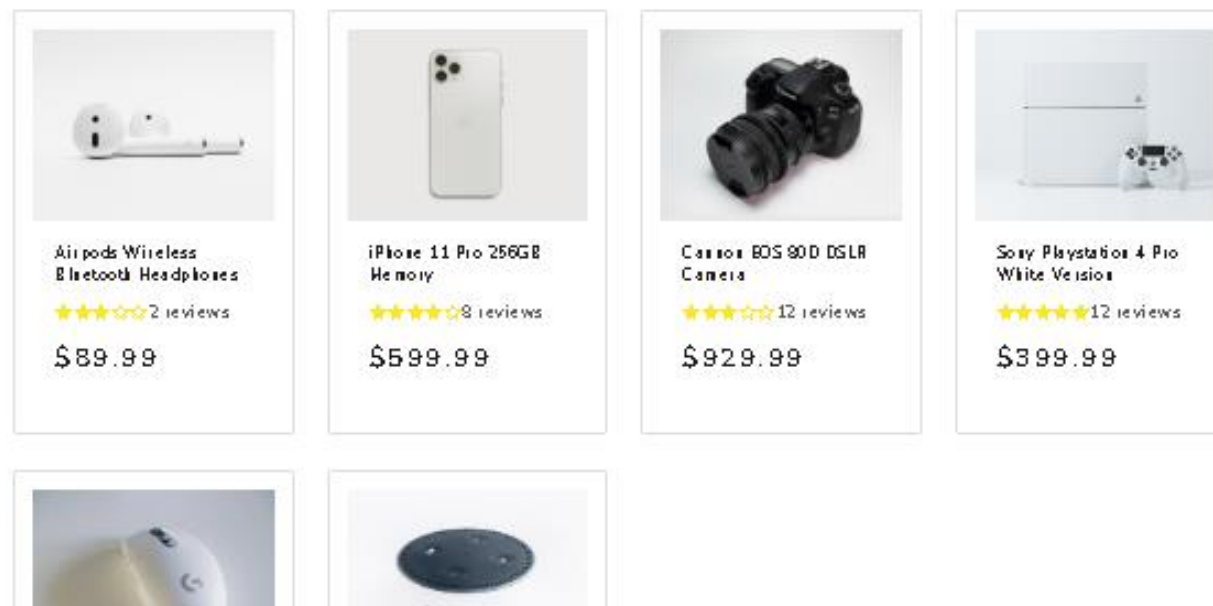 Airpods Wireless
Bluetooth Headphones
2 reviews
$89.99
iPhone 11 Pro 256GB
Memory
8 reviews
$599.99
Cannon EOS 80D DSLR
Camera
12 reviews
$929.99
Sony Playstation 4 Pro
White Version
12 reviews
$399.99